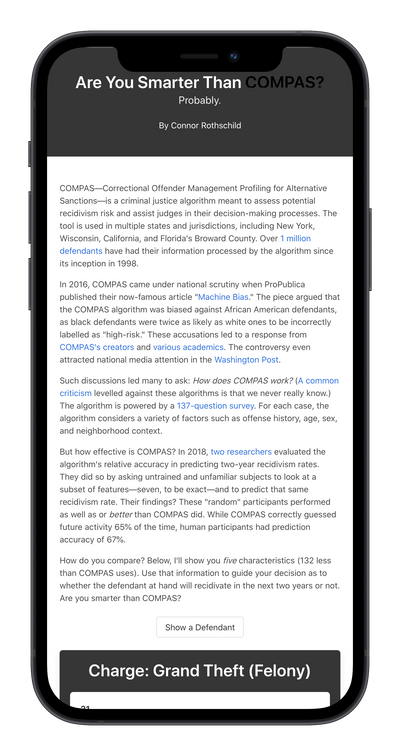 Are You Smarter Than COMPAS?
Probably.
By Connor Rothschild
COMPAS—Correctional Offender Management Profiling for Alternative
Sanctions—is a criminal justice algorithm meant to assess potential
recidivism risk and assist judges in their decision-making processes. The
tool is used in multiple states and jurisdictions, including New York,
Wisconsin, California, and Florida's Broward County. Over 1 million
defendants have had their information processed by the algorithm since
its inception in 1998.
In 2016, COMPAS came under national scrutiny when ProPublica
published their now-famous article "Machine Bias." The piece argued that
the COMPAS algorithm was biased against African American defendants,
as black defendants were twice as likely as white ones to be incorrectly
labelled as "high-risk." These accusations led to a response from
COMPAS's creators and various academics. The controversy even
attracted national media attention in the Washington Post.
Such discussions led many to ask: How does COMPAS work? (A common
criticism levelled against these algorithms is that we never really know.)
The algorithm is powered by a 137-question survey. For each case, the
algorithm considers a variety of factors such as offense history, age, sex,
and neighborhood context.
But how effective is COMPAS? In 2018, two researchers evaluated the
algorithm's relative accuracy in predicting two-year recidivism rates.
They did so by asking untrained and unfamiliar subjects to look at a
subset of features—seven, to be exact—and to predict that same
recidivism rate. Their findings? These "random" participants performed
as well as or better than COMPAS did. While COMPAS correctly guessed
future activity 65% of the time, human participants had prediction
accuracy of 67%.
How do you compare? Below, I'll show you five characteristics (132 less
than COMPAS uses). Use that information to guide your decision as to
whether the defendant at hand will recidivate in the next two years or not.
Are you smarter than COMPAS?
Show a Defendant
Charge: Grand Theft (Felony)